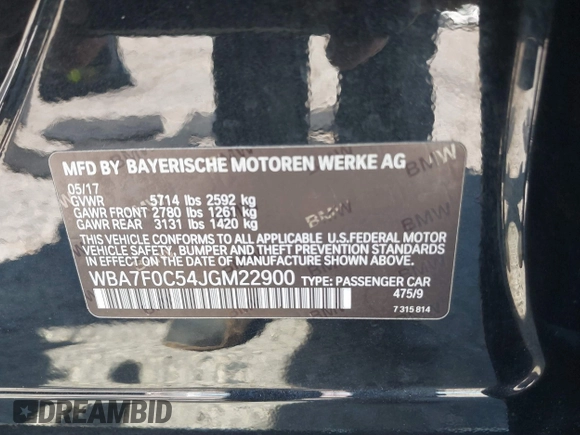 MFD BY BAYERISCHE MOTOREN WERKE AG
05/17
GVWR 5714 lbs 2592 kg
GAWR FRONT 2780 lbs 1261 kg
GAWR REAR 3131 lbs 1420 kg
THIS VEHICLE CONFORMS TO ALL APPLICABLE U.S.FEDERAL MOTOR
VEHICLE SAFETY, BUMPER, AND THEFT PREVENTION STANDARDS
IN EFFECT ON THE DATE OF MANUFACTURE SHOWN ABOVE.
WBA7F0C54JGM22900 TYPE: PASSENGER CAR
475/9
7 315 814
BMW
BMW
BMW
DREAMBID